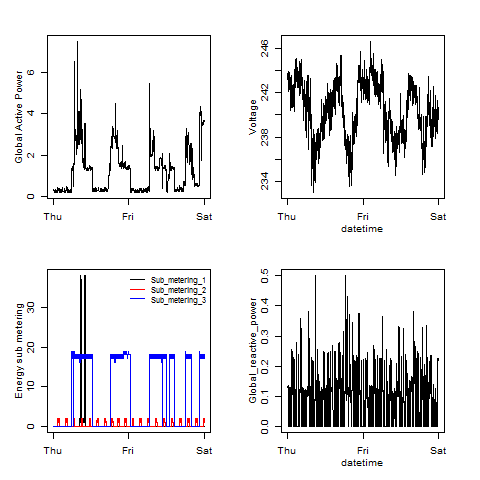 Global Active Power
0 2 4 6
Thu Fri Sat
Voltage
234 238 242 246
Thu Fri Sat
datetime
Energy sub metering
0 10 20 30
Sub_metering_1
Sub_metering_2
Sub_metering_3
Thu Fri Sat
Global_reactive_power
0.0 0.1 0.2 0.3 0.4 0.5
Thu Fri Sat
datetime